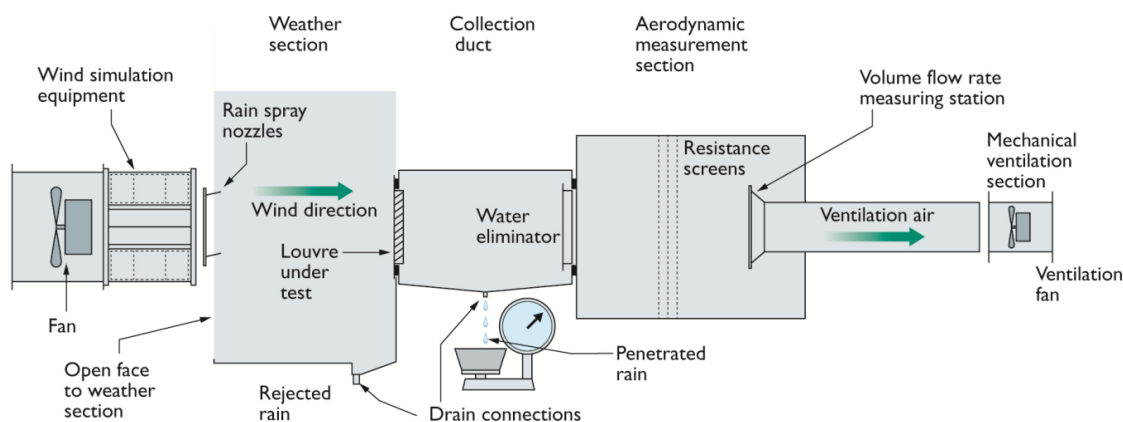 Weather
section
Collection
duct
Aerodynamic
measurement
section
Wind simulation
equipment
Rain spray
nozzles
Volume flow rate
measuring station
Mechanical
ventilation
section
Resistance
screens
Wind direction
Water
eliminator
Ventilation air
Louvre
under
test
Ventilation
fan
Fan
Open face
to weather
section
Penetrated
rain
Rejected
rain
Drain connections